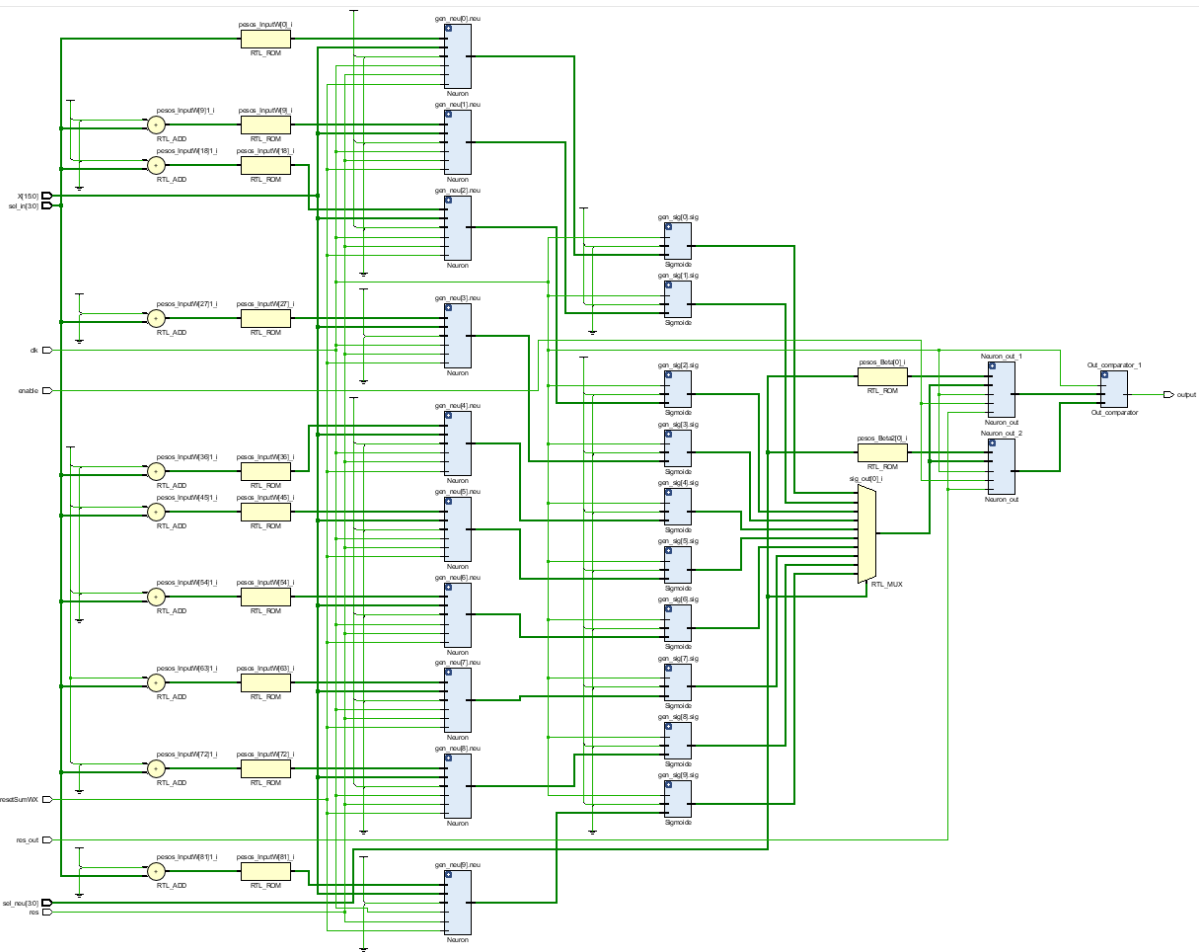 gen_neu[0].neu
pesos_InputW[0]_i
RTL_ROM
Neuron
gen_neu[1].neu
pesos_InputW[9]1_i
pesos_InputW[9]_i
RTL_ADD
RTL_ROM
pesos_InputW[18]1_i
pesos_InputW[18]_i
RTL_ADD
RTL_ROM
Neuron
gen_neu[2].neu
X[15:0]
sel_in[3:0]
gen_sig[0].sig
Neuron
Sigmoide
gen_sig[1].sig
gen_neu[3].neu
pesos_InputW[27]1_i
pesos_InputW[27]_i
RTL_ADD
RTL_ROM
Sigmoide
clk
Neuron_out_1
pesos_Beta[0]_i
Out_comparator_1
gen_sig[2].sig
Neuron
enable
RTL_ROM
output
gen_neu[4].neu
Sigmoide
Out_comparator
Neuron_out
gen_sig[3].sig
Neuron_out_2
pesos_Beta2[0]_i
pesos_InputW[36]1_i
pesos_InputW[36]_i
RTL_ADD
RTL_ROM
Sigmoide
RTL_ROM
Neuron
gen_sig[4].sig
sig_out[0]_i
gen_neu[5].neu
pesos_InputW[45]1_i
pesos_InputW[45]_i
Neuron_out
RTL_ADD
RTL_ROM
Sigmoide
gen_sig[5].sig
Neuron
gen_neu[6].neu
Sigmoide
RTL_MUX
pesos_InputW[54]1_i
pesos_InputW[54]_i
gen_sig[6].sig
RTL_ADD
RTL_ROM
Sigmoide
Neuron
gen_neu[7].neu
gen_sig[7].sig
pesos_InputW[63]1_i
pesos_InputW[63]_i
RTL_ADD
RTL_ROM
Sigmoide
gen_sig[8].sig
Neuron
gen_neu[8].neu
pesos_InputW[72]1_i
pesos_InputW[72]_i
Sigmoide
RTL_ADD
RTL_ROM
gen_sig[9].sig
resetSumWX
Neuron
Sigmoide
res_out
pesos_InputW[81]1_i
pesos_InputW[81]_i
gen_neu[9].neu
RTL_ADD
RTL_ROM
sel_neu[3:0]
res
Neuron